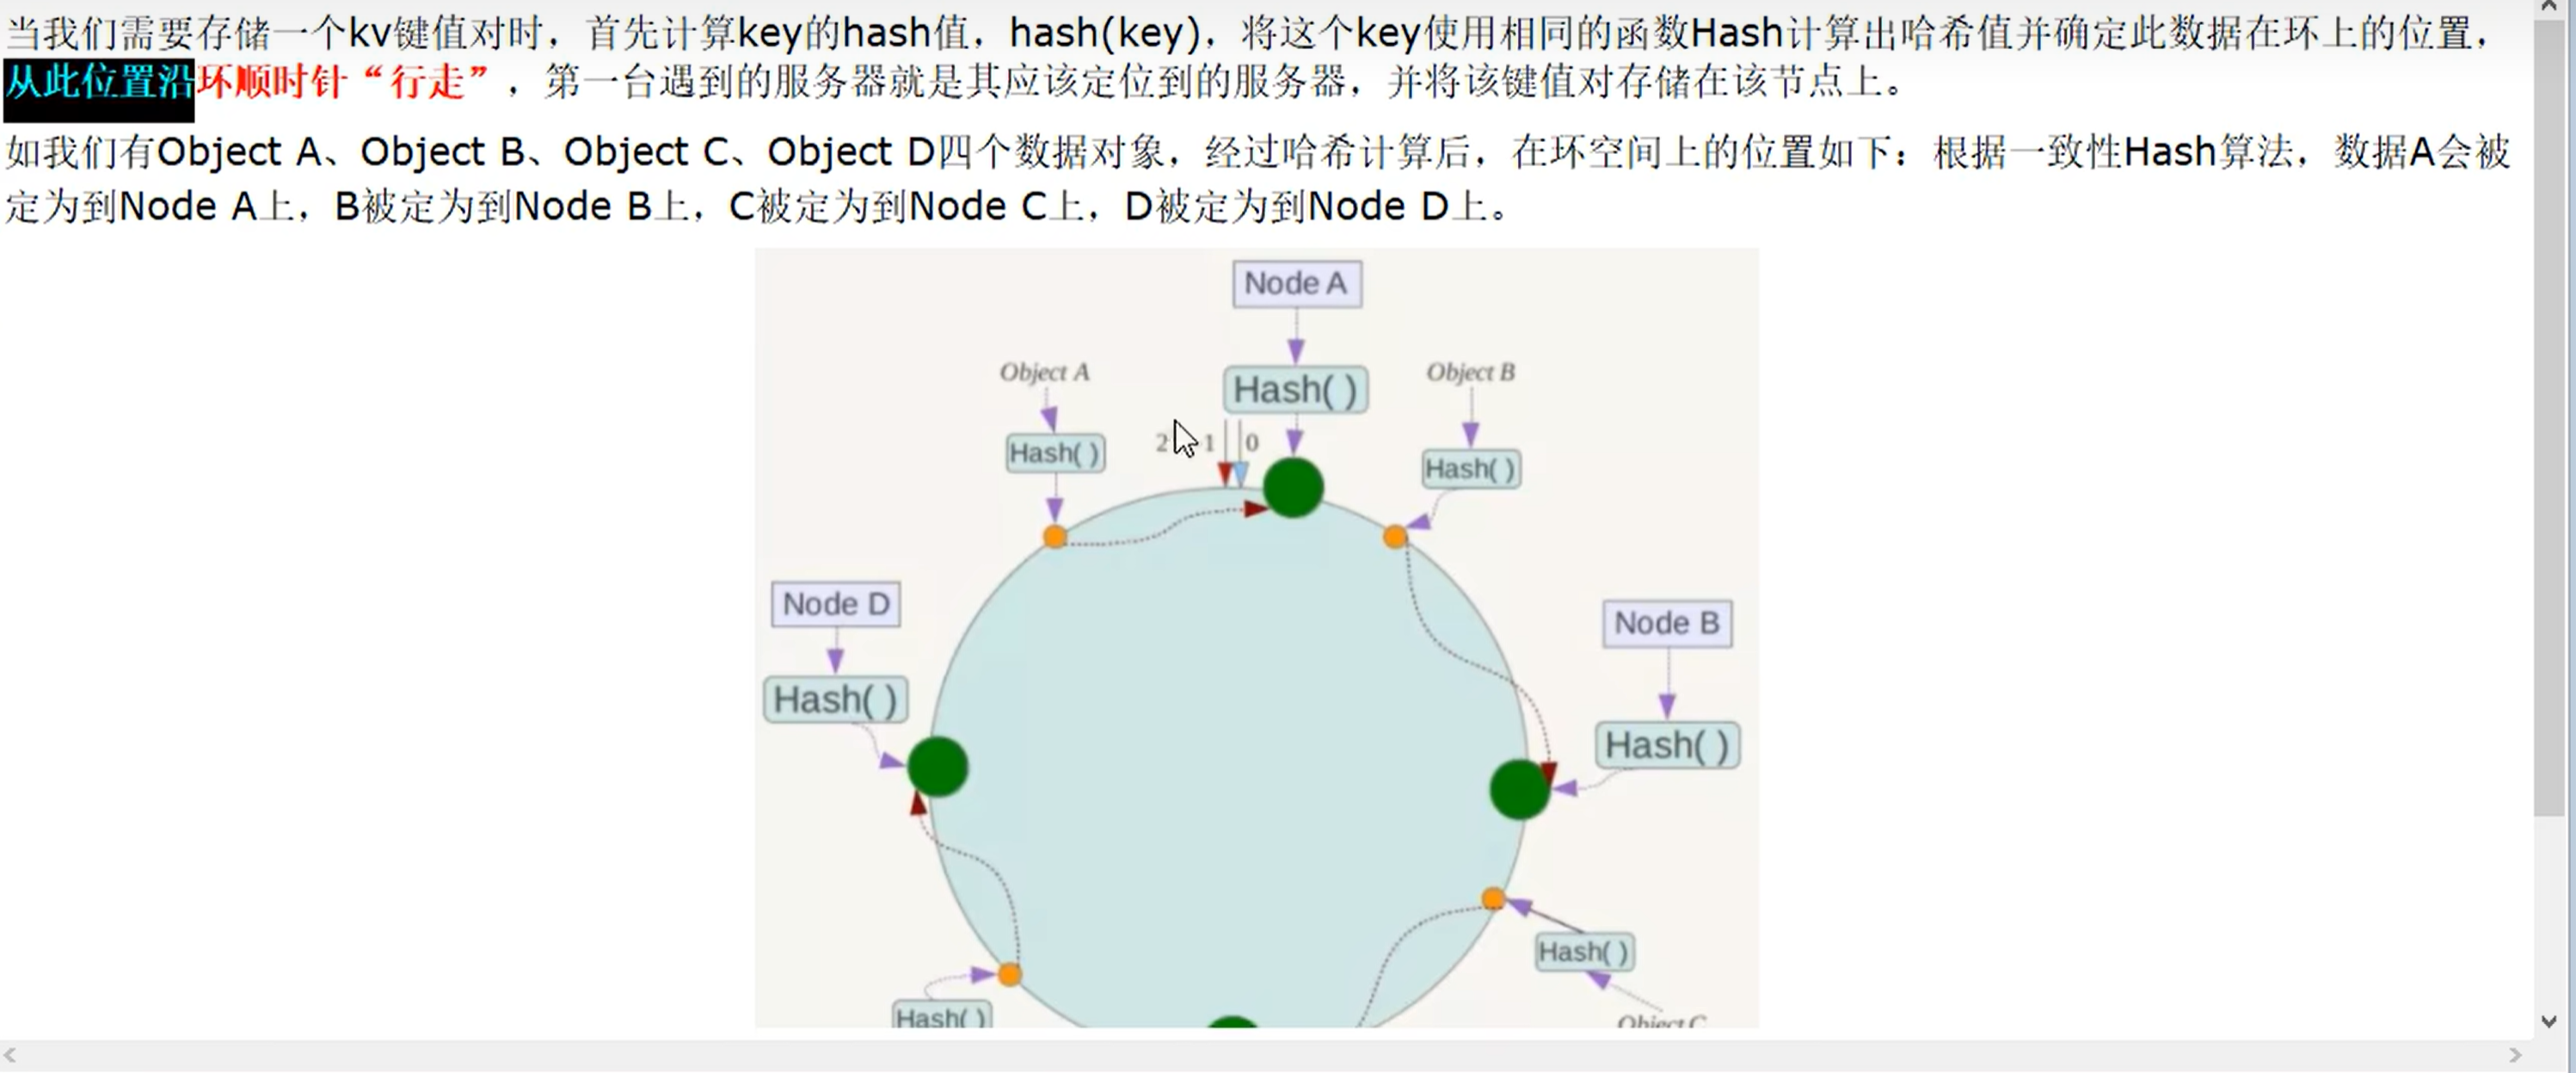 当我们需要存储一个kv键值对时，首先计算key的hash值，hash(key)，将这个key使用相同的函数Hash计算出哈希值并确定此数据在环上的位置，
从此位置沿环顺时针“行走”，第一台遇到的服务器就是其应该定位到的服务器，并将该键值对存储在该节点上。
如我们有Object A、Object B、Object C、Object D四个数据对象，经过哈希计算后，在环空间上的位置如下：根据一致性Hash算法，数据A会被
定为到Node A上，B被定为到Node B上，C被定为到Node C上，D被定为到Node D上。
Node A
Object A
Hash( )
Object B
Hash( )
2
1
0
Hash( )
Node D
Hash( )
Node B
Hash( )
Hash( )
Hash( )
Object C